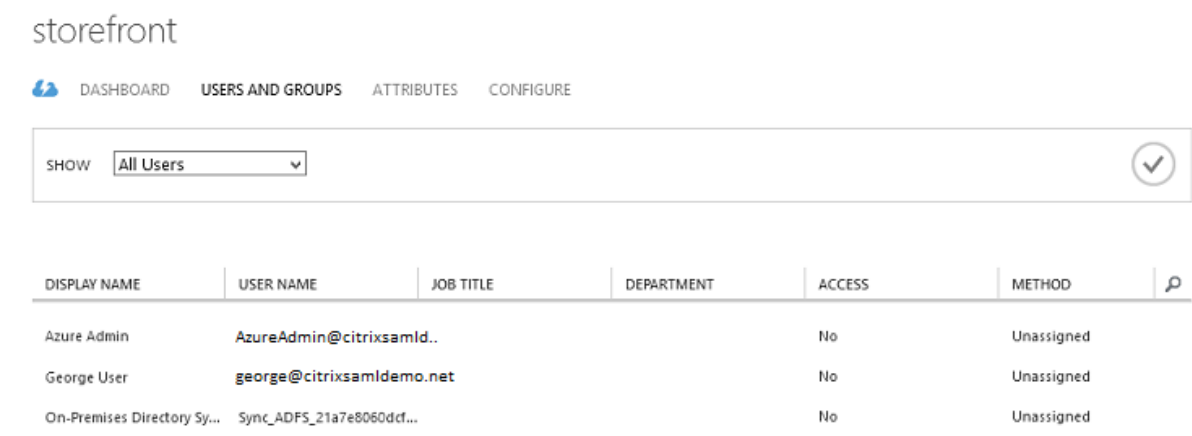 storefront
DASHBOARD USERS AND GROUPS ATTRIBUTES CONFIGURE
SHOW All Users
DISPLAY NAME USER NAME JOB TITLE DEPARTMENT ACCESS METHOD
Azure Admin AzureAdmin@citrixsamld.. No Unassigned
George User george@citrixsamldemo.net No Unassigned
On-Premises Directory Sy... Sync_ADFS_21a7e8060dcf... No Unassigned